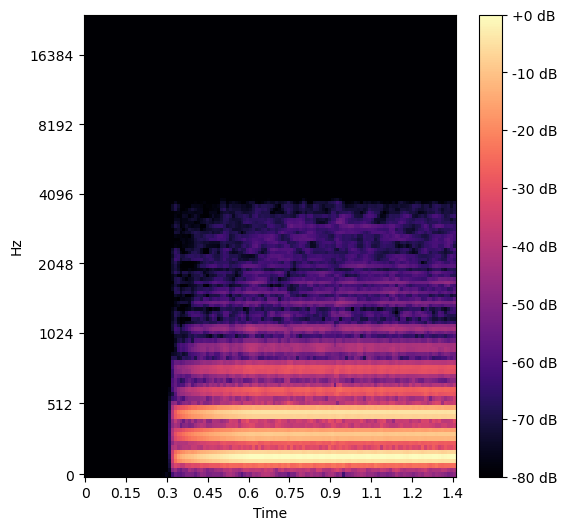 +0 dB
16384
-10 dB
8192
-20 dB
4096
-30 dB
Hz
-40 dB
2048
-50 dB
1024
-60 dB
512
-70 dB
0
-80 dB
0 0.15 0.3 0.45 0.6 0.75 0.9 1.1 1.2 1.4
Time